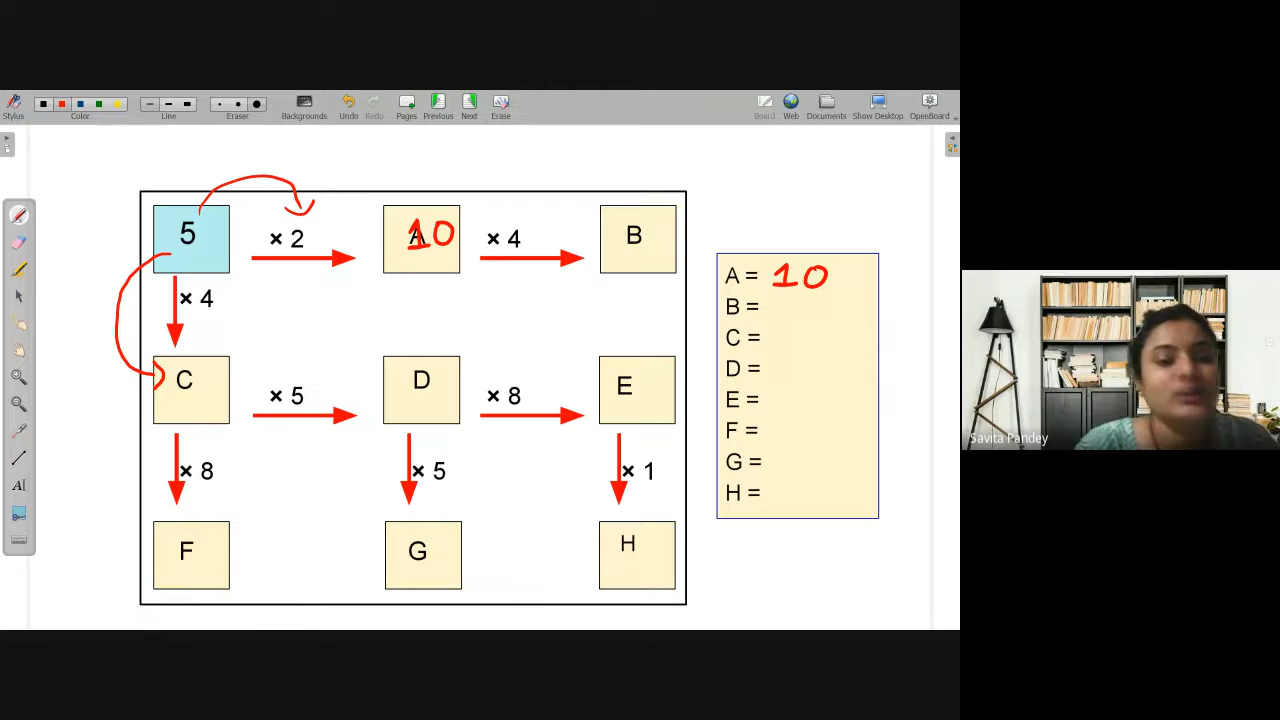 Stylus Color Line Eraser Backgrounds Undo Redo Pages Previous Next Erase Board Web Documents Show Desktop OpenBoard
5 × 2 A 10 × 4 B
× 4
C × 5 D × 8 E
× 8 × 5 × 1
F G H
A = 10
B =
C =
D =
E =
F =
G =
H =
Savita Pandey